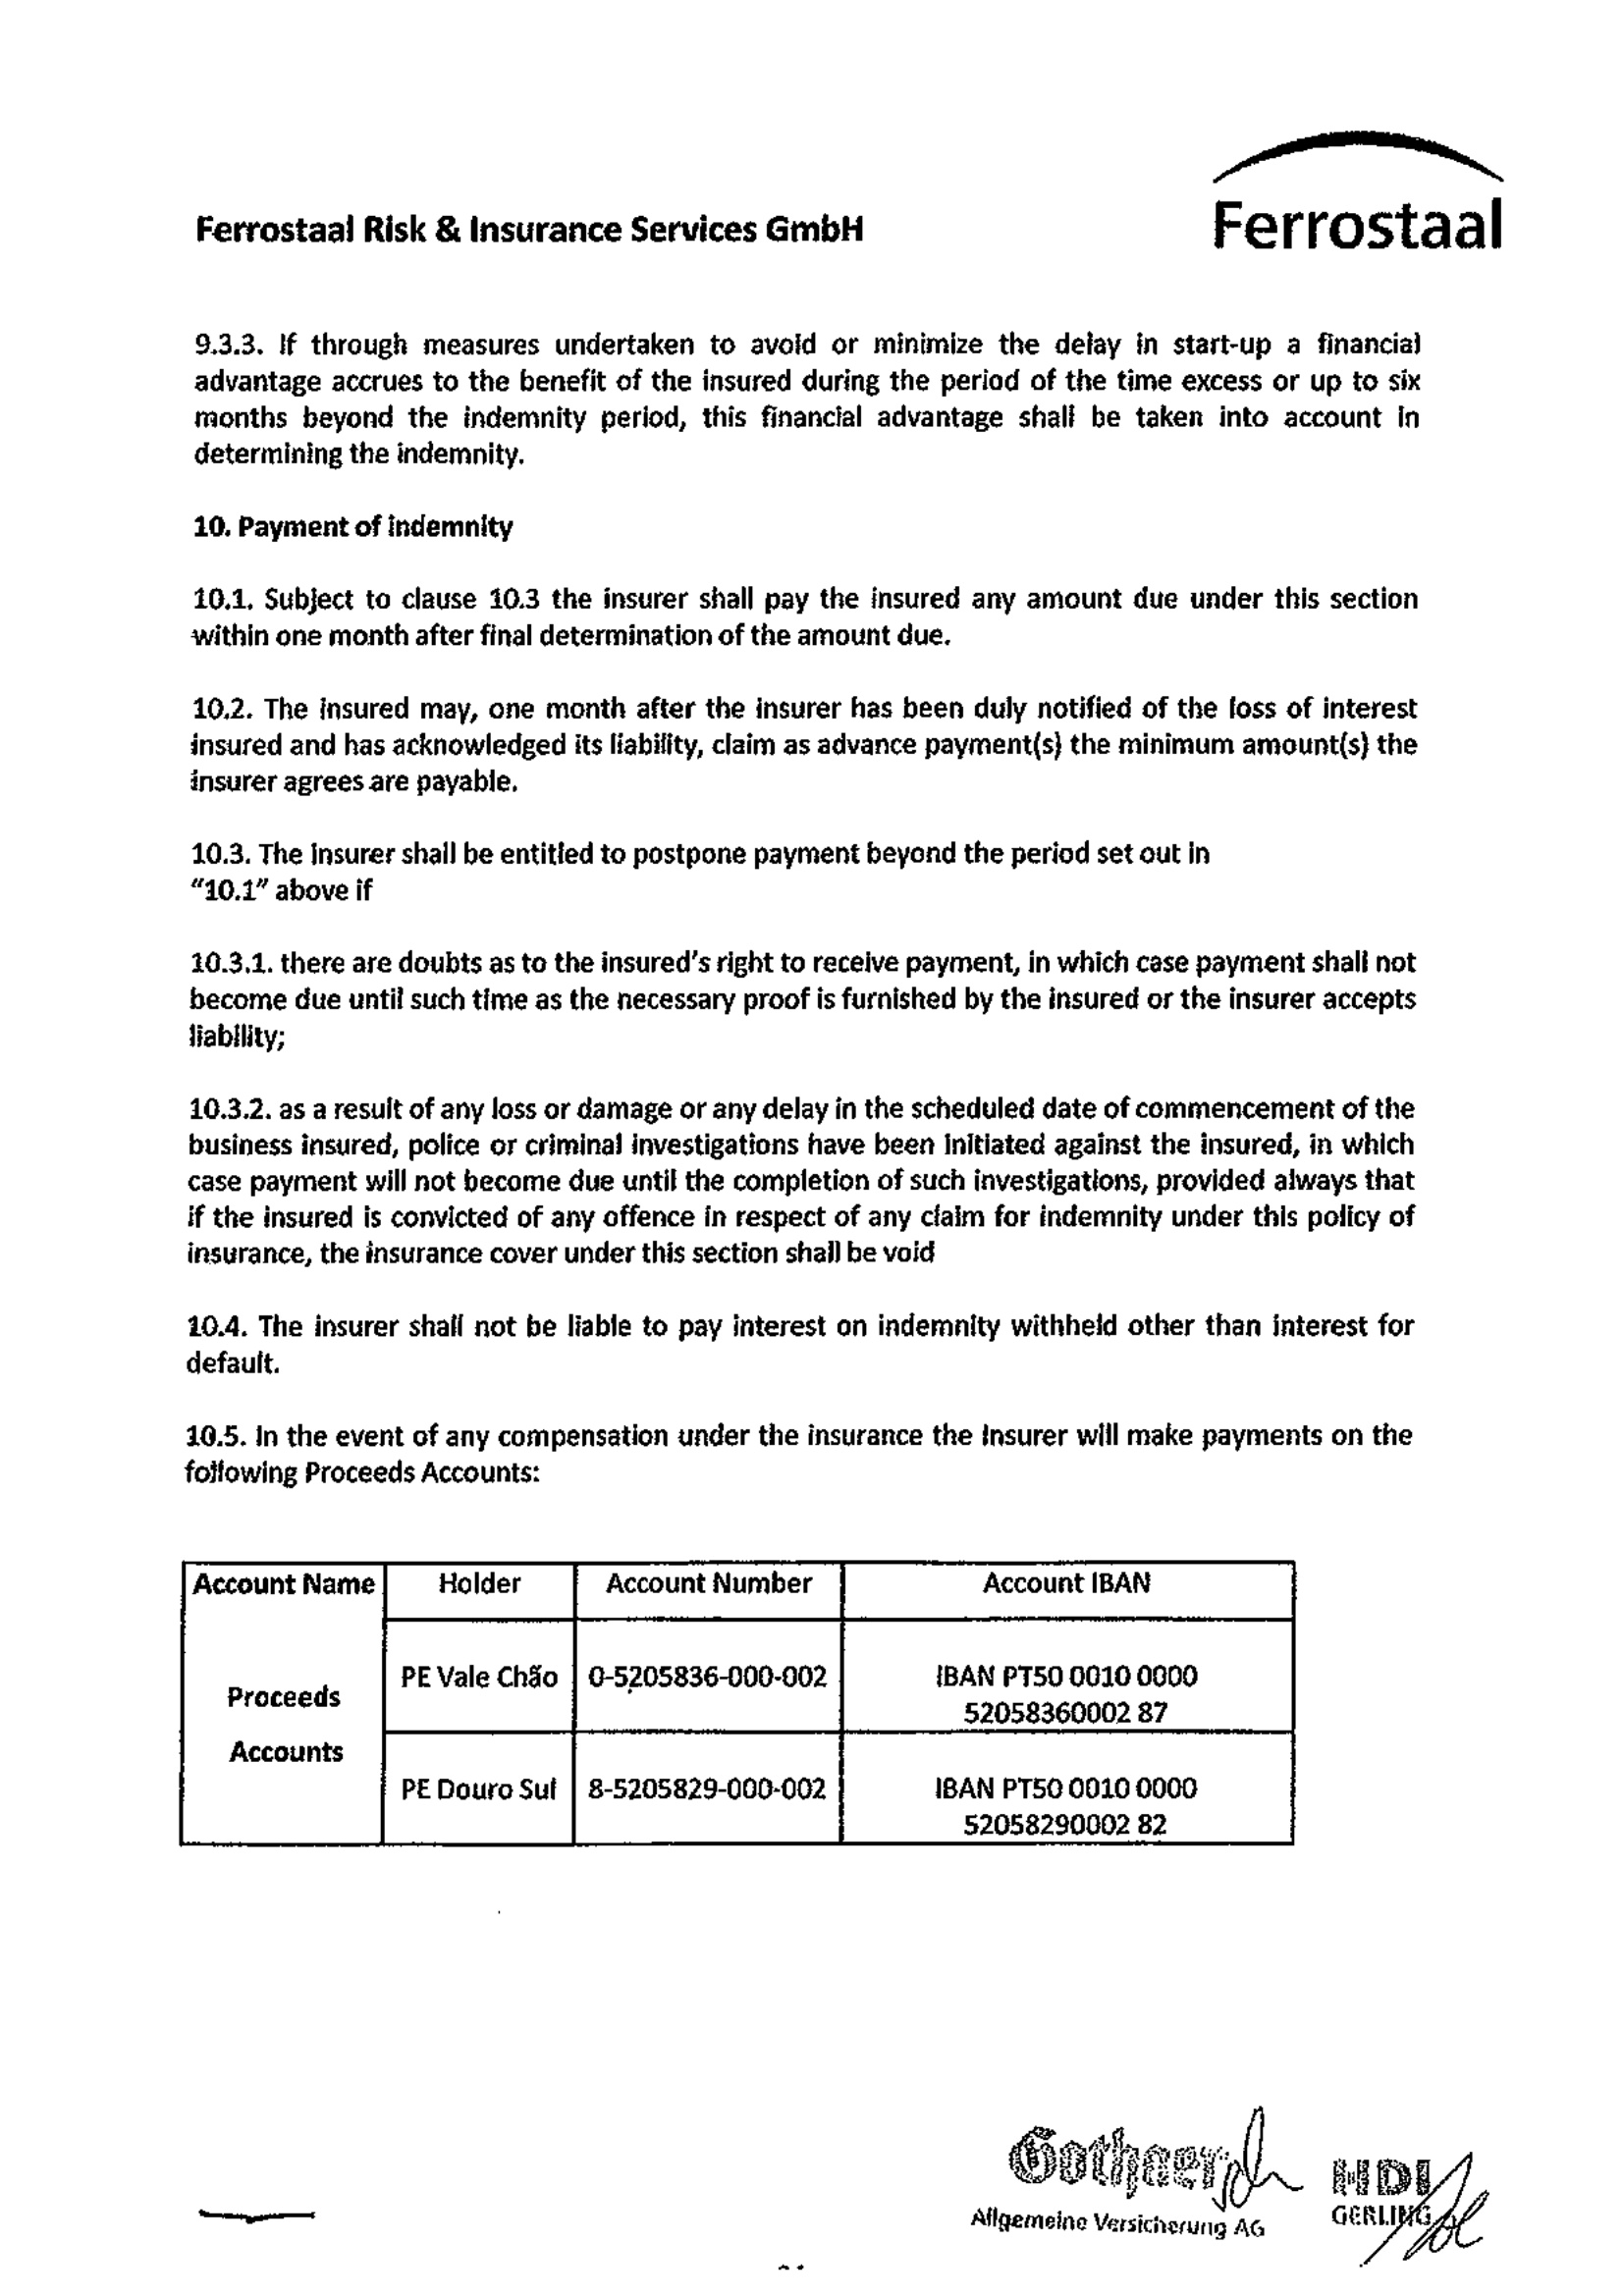 Ferrostaal Risk & Insurance Services GmbH
Ferrostaal
9.3.3. If through measures undertaken to avoid or minimize the delay in start-up a financial
advantage accrues to the benefit of the insured during the period of the time excess or up to six
months beyond the indemnity period, this financial advantage shall be taken into account in
determining the indemnity.
10. Payment of indemnity
10.1. Subject to clause 10.3 the insurer shall pay the insured any amount due under this section
within one month after final determination of the amount due.
10.2. The insured may, one month after the insurer has been duly notified of the loss of interest
insured and has acknowledged its liability, claim as advance payment(s) the minimum amount(s) the
insurer agrees are payable.
10.3. The Insurer shall be entitled to postpone payment beyond the period set out in
“10.1” above if
10.3.1. there are doubts as to the insured's right to receive payment, in which case payment shall not
become due until such time as the necessary proof is furnished by the insured or the insurer accepts
liability;
10.3.2. as a result of any loss or damage or any delay in the scheduled date of commencement of the
business insured, police or criminal investigations have been initiated against the insured, in which
case payment will not become due until the completion of such investigations, provided always that
if the insured is convicted of any offence in respect of any claim for indemnity under this policy of
insurance, the insurance cover under this section shall be void
10.4. The insurer shall not be liable to pay interest on indemnity withheld other than interest for
default.
10.5. In the event of any compensation under the insurance the Insurer will make payments on the
following Proceeds Accounts:
Account Name Holder Account Number Account IBAN
Proceeds
Accounts
PE Vale Chão 0-5205836-000-002 IBAN PT50 0010 0000
52058360002 87
PE Douro Sul 8-5205829-000-002 IBAN PT50 0010 0000
52058290002 82
Gothaer
Allgemeine Versicherung AG
HDI
GERLING